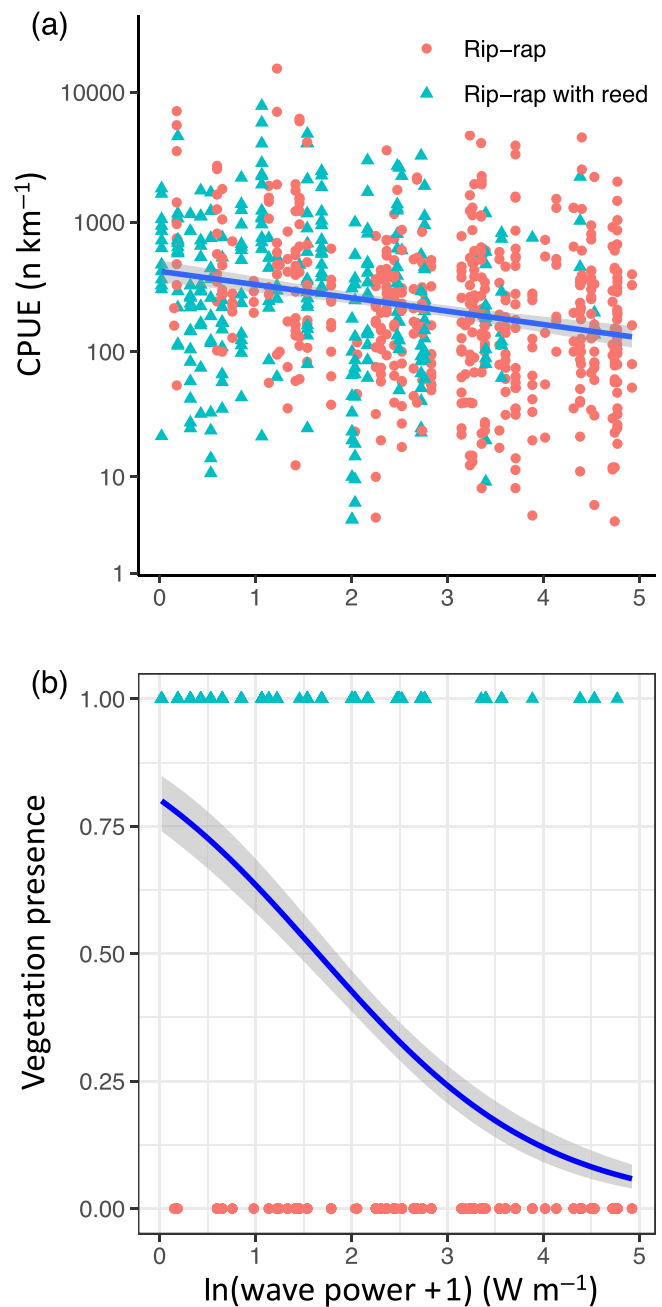 (a)
Rip−rap
Rip−rap with reed
CPUE (n km−1)
10000
1000
100
10
1
0 1 2 3 4 5
(b)
Vegetation presence
1.00
0.75
0.50
0.25
0.00
0 1 2 3 4 5
ln(wave power +1) (W m−1)